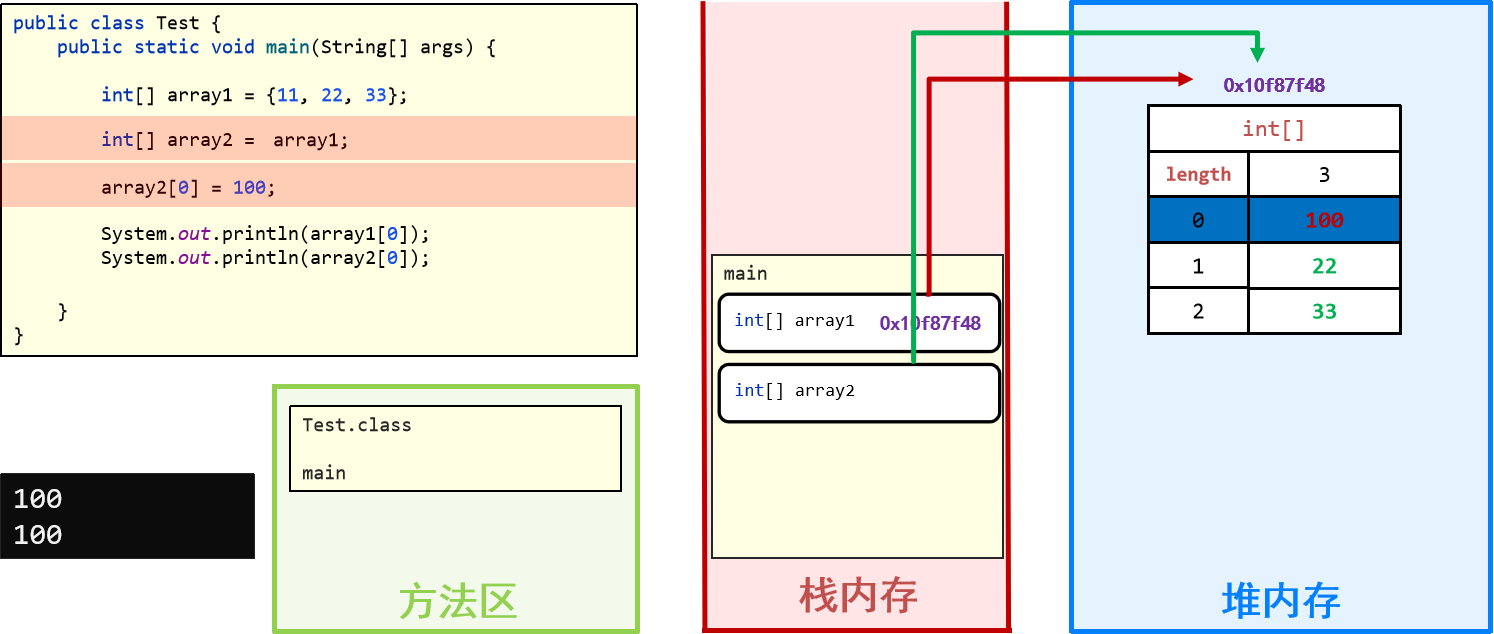 public class Test {
public static void main(String[] args) {
int[] array1 = {11, 22, 33};
int[] array2 = array1;
array2[0] = 100;
System.out.println(array1[0]);
System.out.println(array2[0]);
}
}
100
100
Test.class
main
方法区
main
int[] array1 0x10f87f48
int[] array2
栈内存
0x10f87f48
int[]
length 3
0 100
1 22
2 33
堆内存